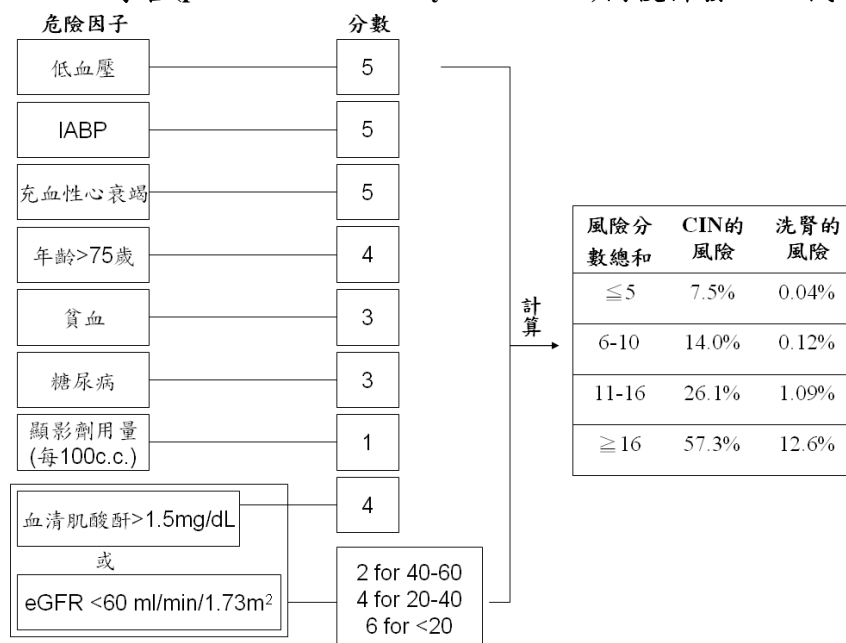 危險因子 分數
低血壓 5
IABP 5
充血性心衰竭 5
年齡>75歲 4
貧血 3
糖尿病 3
顯影劑用量
(每100c.c.) 1
血清肌酸酐>1.5mg/dL 4
或
eGFR <60 ml/min/1.73m²
2 for 40-60
4 for 20-40
6 for <20
計算
風險分 CIN的 洗腎的
數總和 風險 風險
≦5 7.5% 0.04%
6-10 14.0% 0.12%
11-16 26.1% 1.09%
≧16 57.3% 12.6%